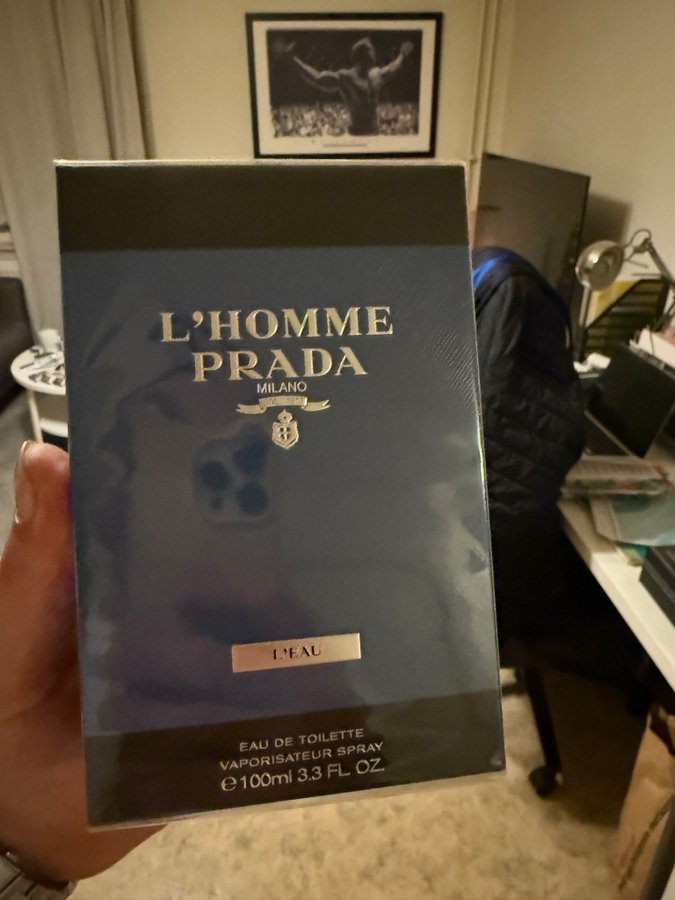 L'HOMME
PRADA
MILANO
L'EAU
EAU DE TOILETTE
VAPORISATEUR SPRAY
℮100ml 3.3 FL. OZ.